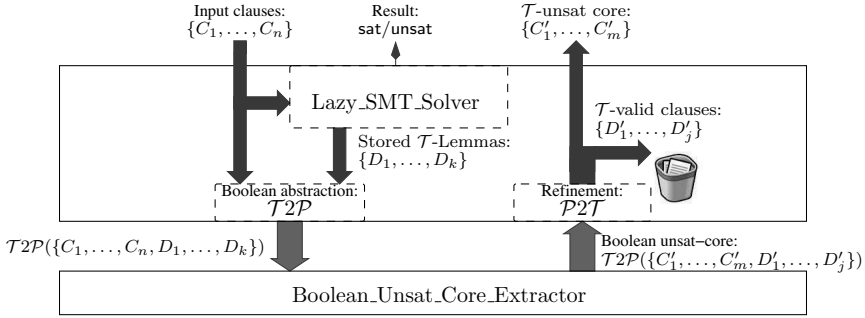 Input clauses:
{C₁, . . . , Cₙ}
Result:
sat/unsat
𝒯-unsat core:
{C′₁, . . . , C′ₘ}
Lazy_SMT_Solver
𝒯-valid clauses:
{D′₁, . . . , D′ⱼ}
Stored 𝒯-Lemmas:
{D₁, . . . , Dₖ}
Boolean abstraction:
𝒯2𝒫
Refinement:
𝒫2𝒯
𝒯2𝒫({C₁, . . . , Cₙ, D₁, . . . , Dₖ})
Boolean unsat−core:
𝒯2𝒫({C′₁, . . . , C′ₘ, D′₁, . . . , D′ⱼ})
Boolean_Unsat_Core_Extractor